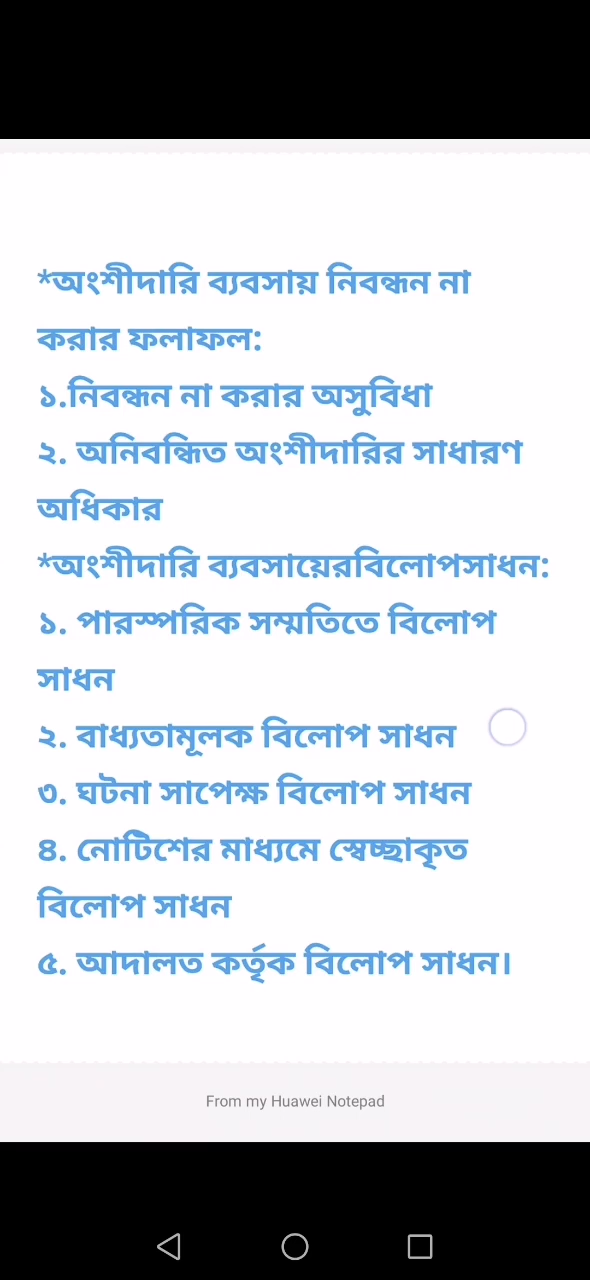 *অংশীদারি ব্যবসায় নিবন্ধন না
করার ফলাফল:
১.নিবন্ধন না করার অসুবিধা
২. অনিবন্ধিত অংশীদারির সাধারণ
অধিকার
*অংশীদারি ব্যবসায়েরবিলোপসাধন:
১. পারস্পরিক সম্মতিতে বিলোপ
সাধন
২. বাধ্যতামূলক বিলোপ সাধন
৩. ঘটনা সাপেক্ষ বিলোপ সাধন
৪. নোটিশের মাধ্যমে স্বেচ্ছাকৃত
বিলোপ সাধন
৫. আদালত কর্তৃক বিলোপ সাধন।
From my Huawei Notepad